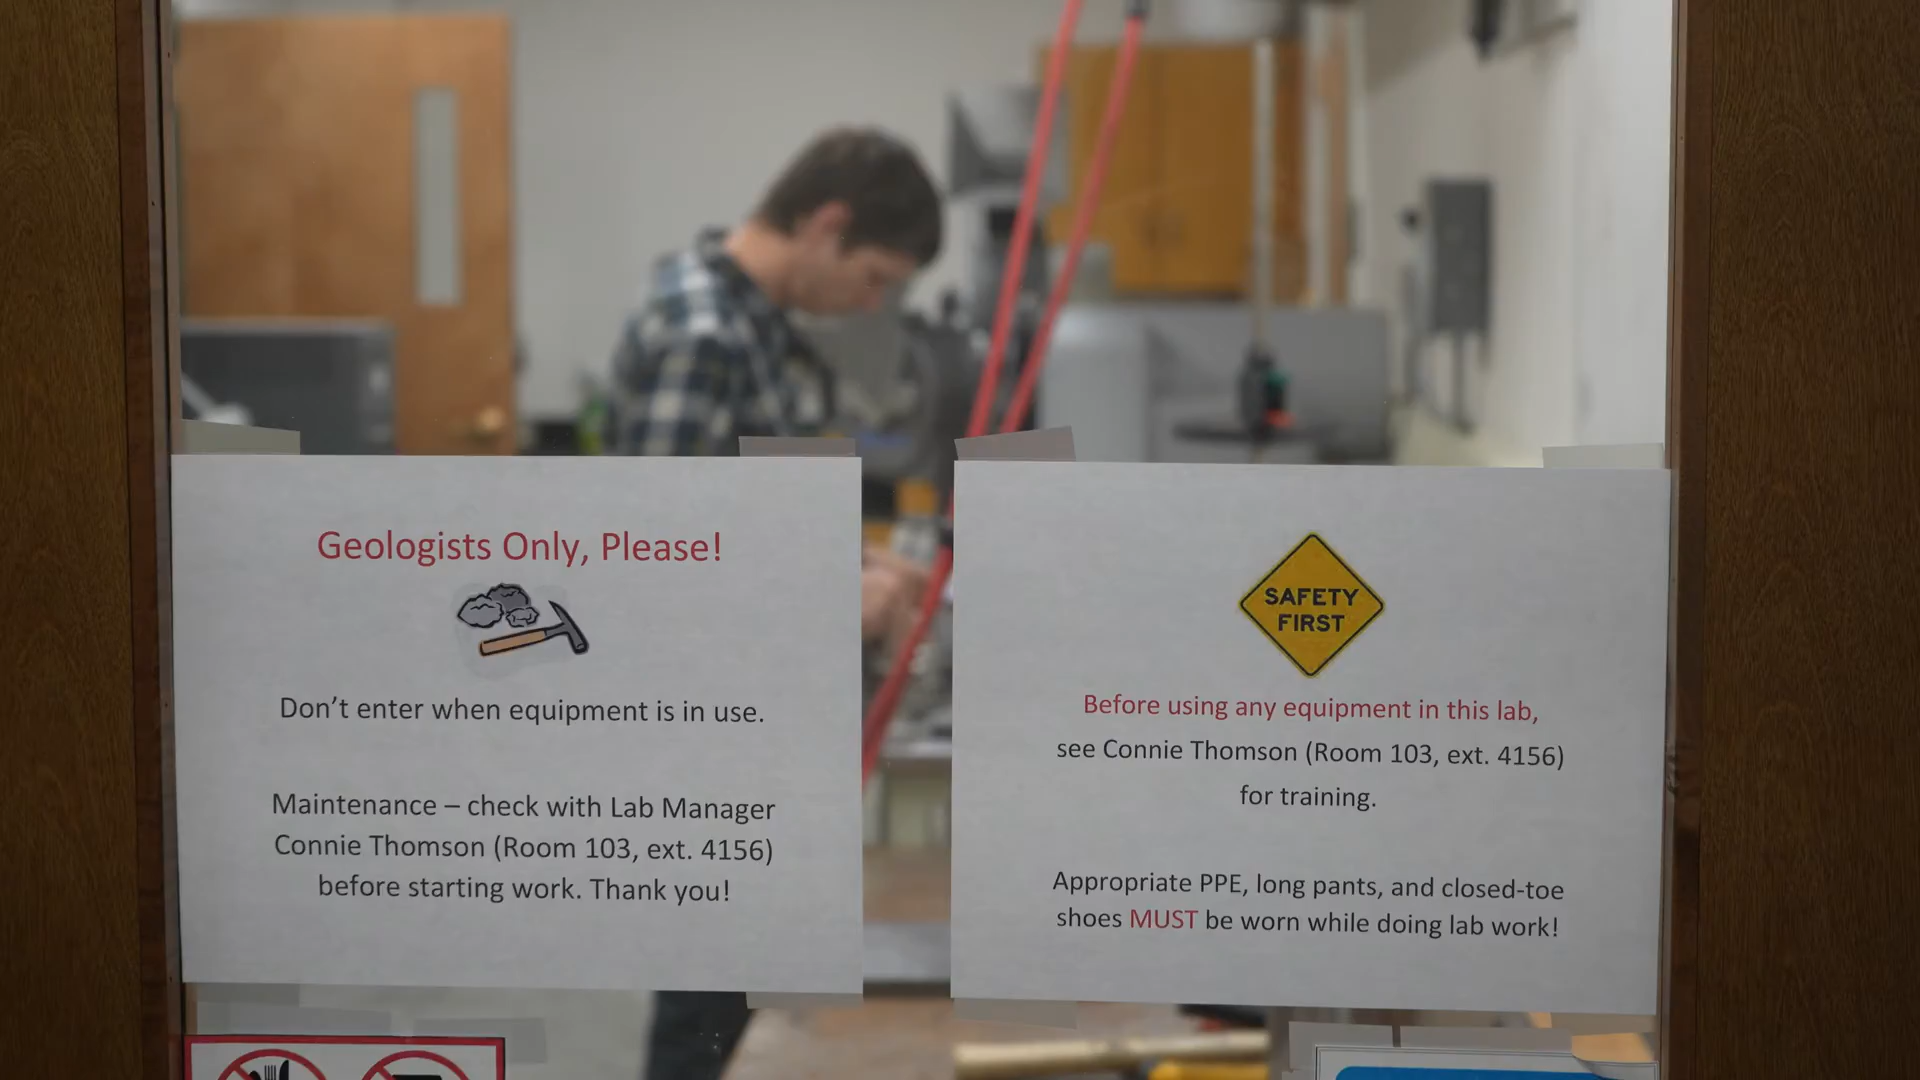 Geologists Only, Please!
Don't enter when equipment is in use.
Maintenance – check with Lab Manager
Connie Thomson (Room 103, ext. 4156)
before starting work. Thank you!
SAFETY
FIRST
Before using any equipment in this lab,
see Connie Thomson (Room 103, ext. 4156)
for training.
Appropriate PPE, long pants, and closed-toe
shoes MUST be worn while doing lab work!